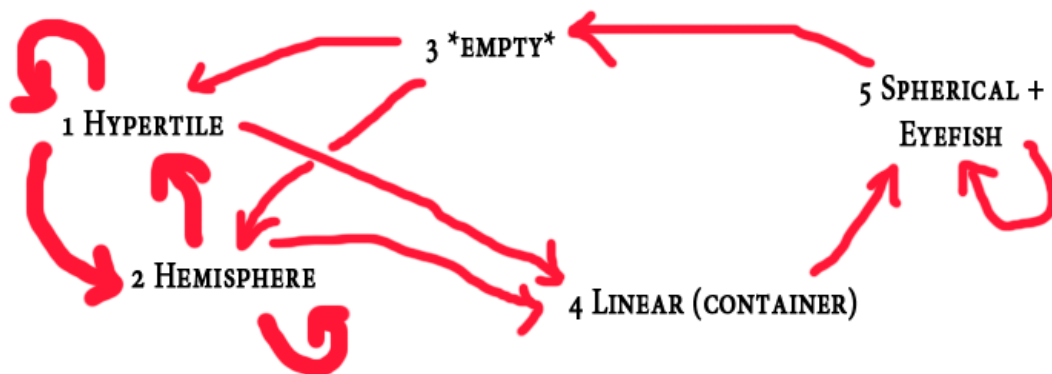 3 *EMPTY*
5 SPHERICAL +
EYEFISH
1 HYPERTILE
2 HEMISPHERE
4 LINEAR (CONTAINER)